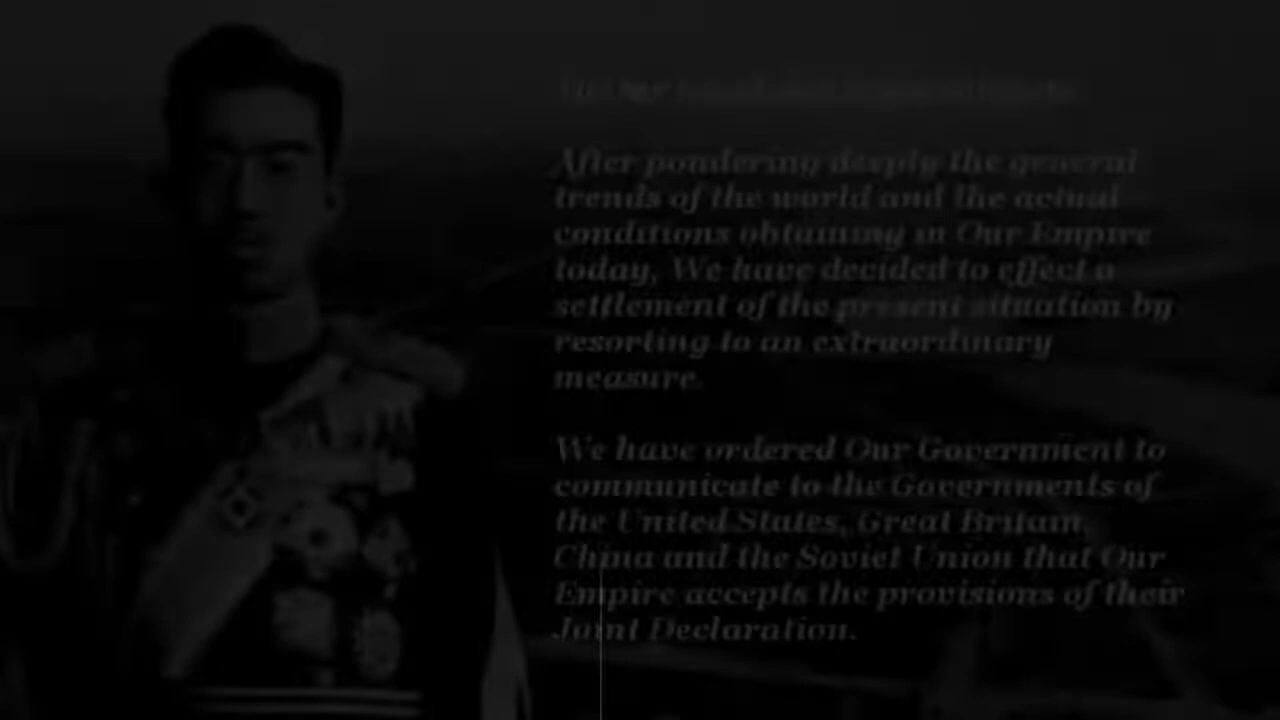 After pondering deeply the general
trends of the world and the actual
conditions obtaining in Our Empire
today, We have decided to effect a
settlement of the present situation by
resorting to an extraordinary
measure.
We have ordered Our Government to
communicate to the Governments of
the United States, Great Britain,
China and the Soviet Union that Our
Empire accepts the provisions of their
Joint Declaration.